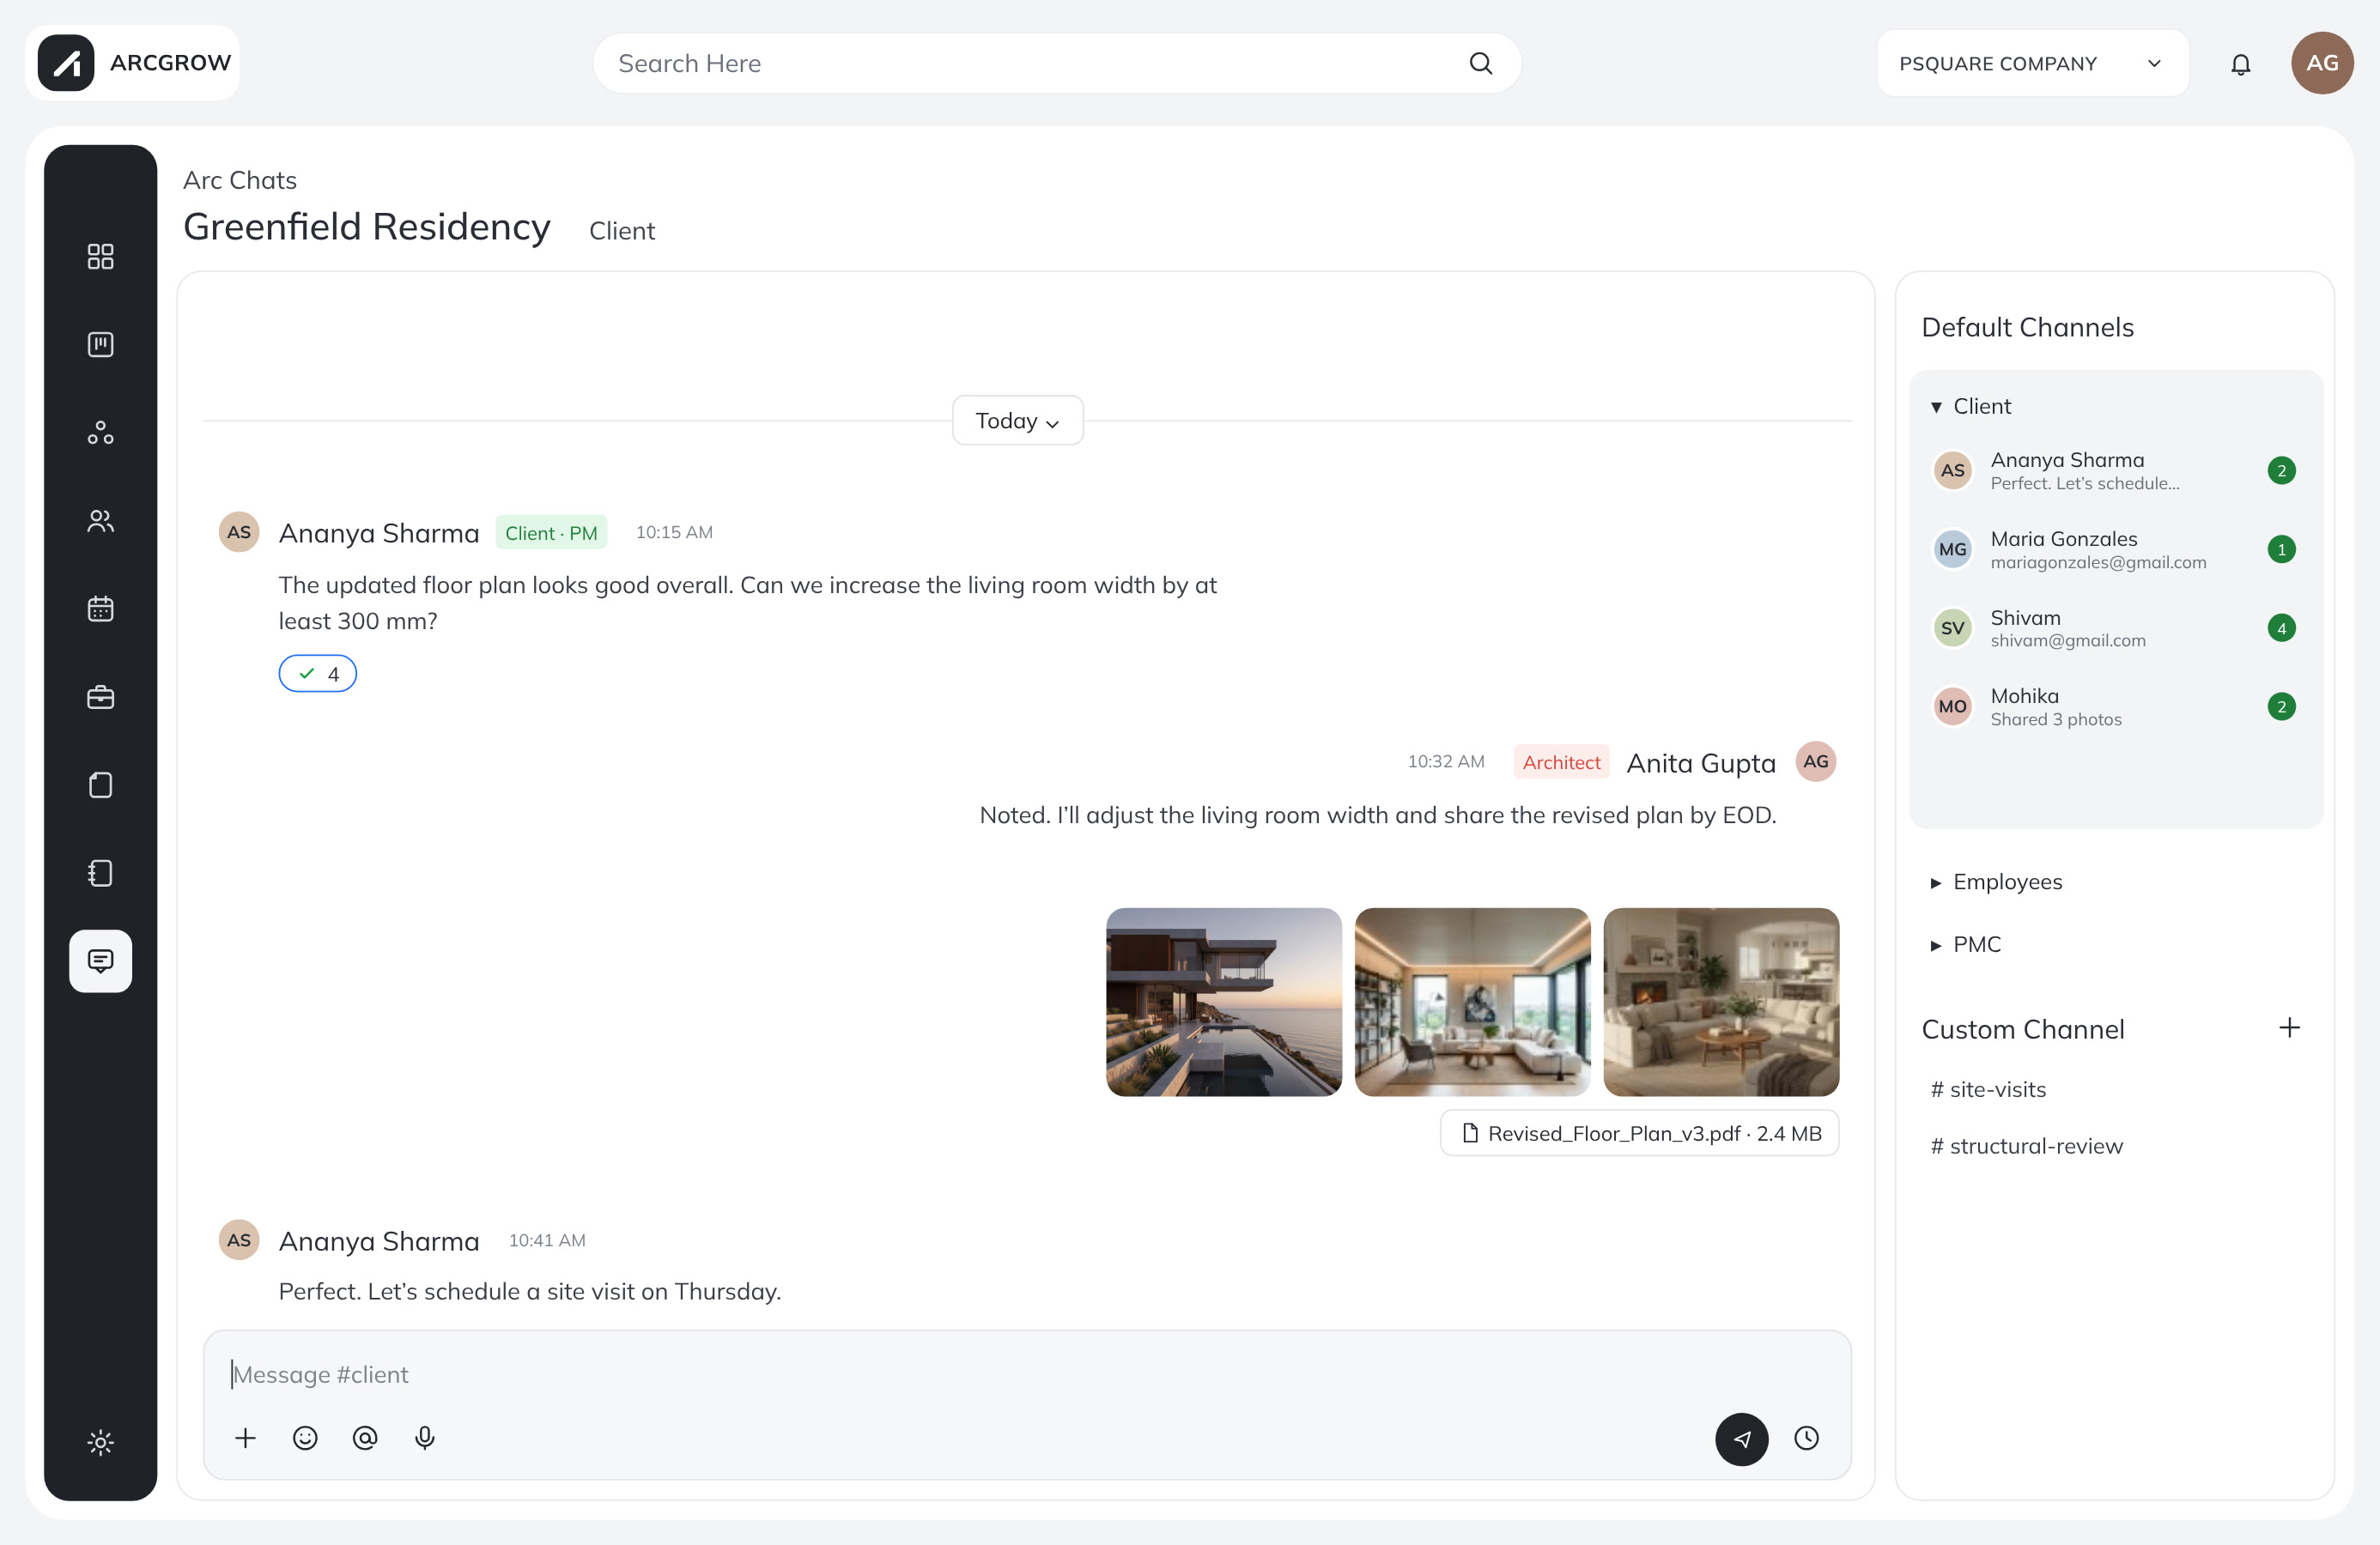 ARCGROW
Search Here
PSQUARE COMPANY
AG
Arc Chats
Greenfield Residency Client
Today
AS Ananya Sharma Client · PM 10:15 AM
The updated floor plan looks good overall. Can we increase the living room width by at
least 300 mm?
4
10:32 AM Architect Anita Gupta AG
Noted. I’ll adjust the living room width and share the revised plan by EOD.
Revised_Floor_Plan_v3.pdf · 2.4 MB
AS Ananya Sharma 10:41 AM
Perfect. Let’s schedule a site visit on Thursday.
Message #client
Default Channels
Client
AS Ananya Sharma 2
Perfect. Let’s schedule...
MG Maria Gonzales 1
mariagonzales@gmail.com
SV Shivam 4
shivam@gmail.com
MO Mohika 2
Shared 3 photos
Employees
PMC
Custom Channel
# site-visits
# structural-review